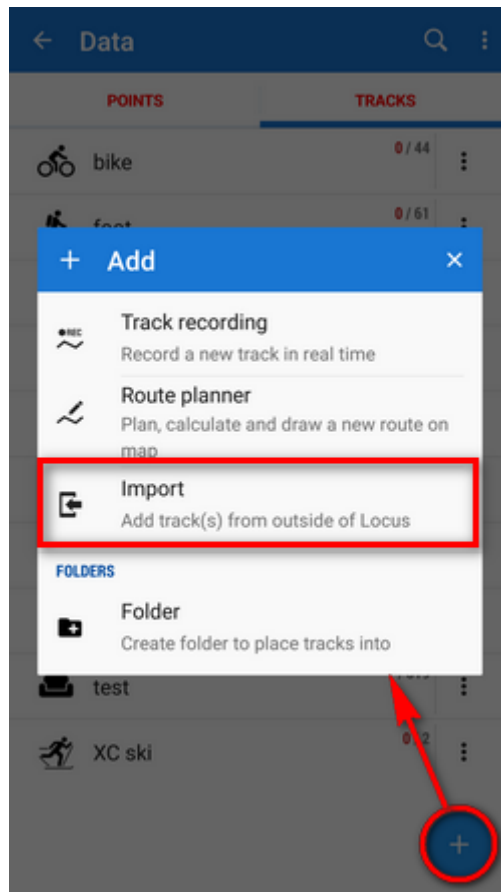 Data
POINTS
TRACKS
bike
0 / 44
foot
0 / 61
Add
Track recording
Record a new track in real time
Route planner
Plan, calculate and draw a new route on
map
Import
Add track(s) from outside of Locus
FOLDERS
Folder
Create folder to place tracks into
test
XC ski